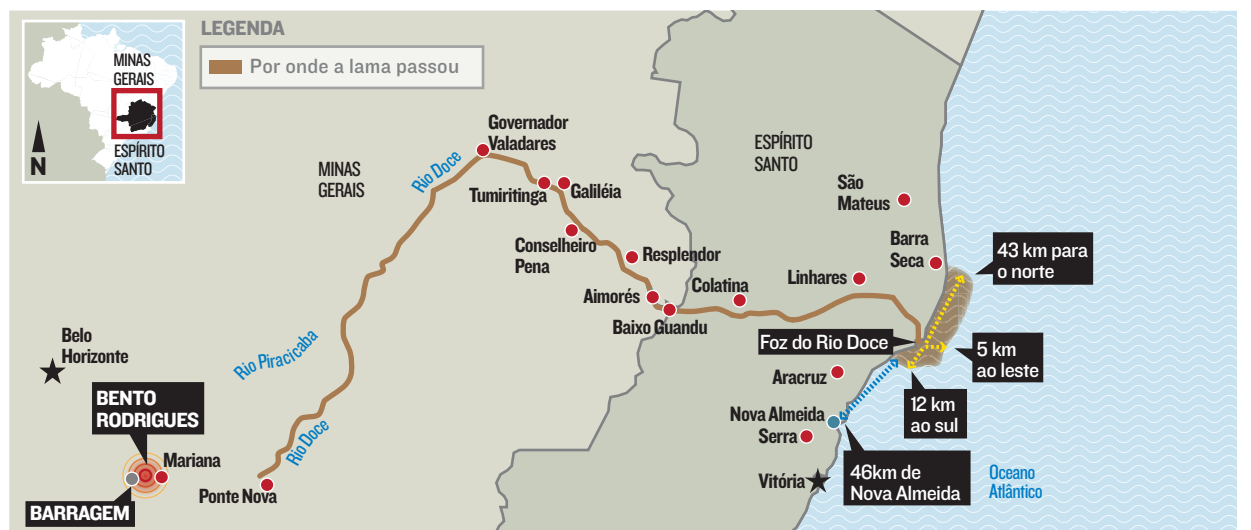 MINAS
GERAIS
ESPÍRITO
SANTO
N
LEGENDA
Por onde a lama passou
MINAS
GERAIS
Rio Doce
Governador
Valadares
Tumiritinga
Galiléia
Conselheiro
Pena
Resplendor
Aimorés
Baixo Guandu
ESPÍRITO
SANTO
São
Mateus
Barra
Seca
Linhares
Colatina
43 km para
o norte
Foz do Rio Doce
5 km
ao leste
12 km
ao sul
Aracruz
Nova Almeida
Serra
Vitória
46km de
Nova Almeida
Oceano
Atlântico
Belo
Horizonte
Rio Piracicaba
BENTO
RODRIGUES
Mariana
BARRAGEM
Rio Doce
Ponte Nova